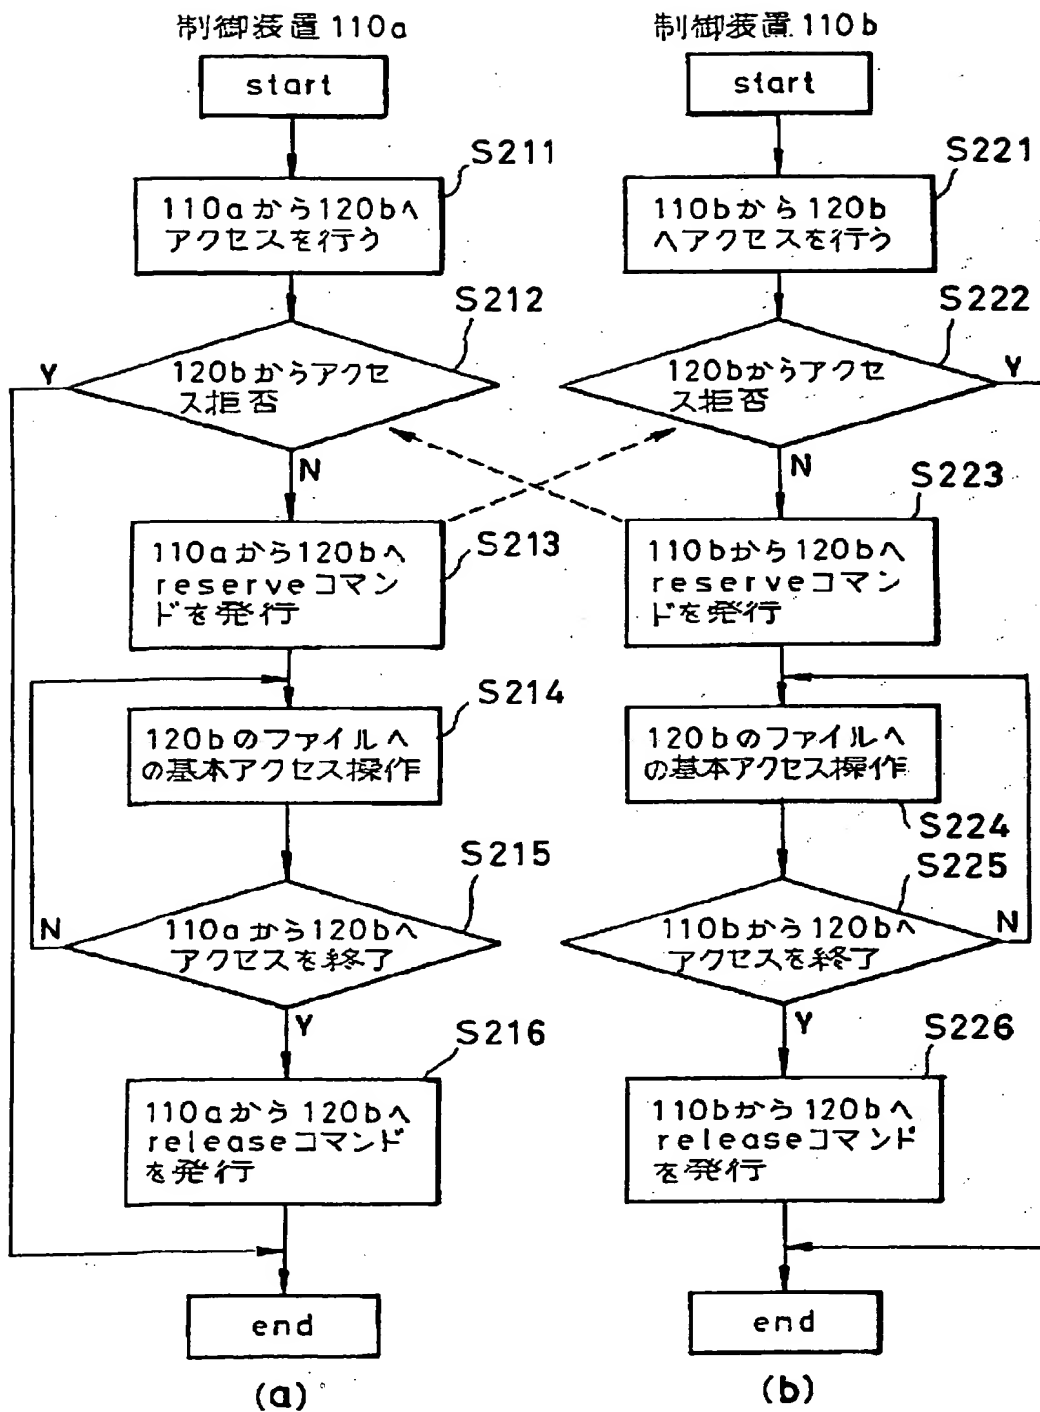 制御装置110a
start
S211
110aから120bへ
アクセスを行う
S212
Y
120bからアクセ
ス拒否
N
S213
110aから120bへ
reserveコマン
ドを発行
S214
120bのファイルへ
の基本アクセス操作
S215
N
110aから120bへ
アクセスを終了
Y
S216
110aから120bへ
releaseコマンド
を発行
end
(a)
制御装置110b
start
S221
110bから120b
へアクセスを行う
S222
Y
120bからアクセ
ス拒否
N
S223
110bから120bへ
reserveコマン
ドを発行
120bのファイルへ
の基本アクセス操作
S224
S225
N
110bから120bへ
アクセスを終了
Y
S226
110bから120bへ
releaseコマンド
を発行
end
(b)